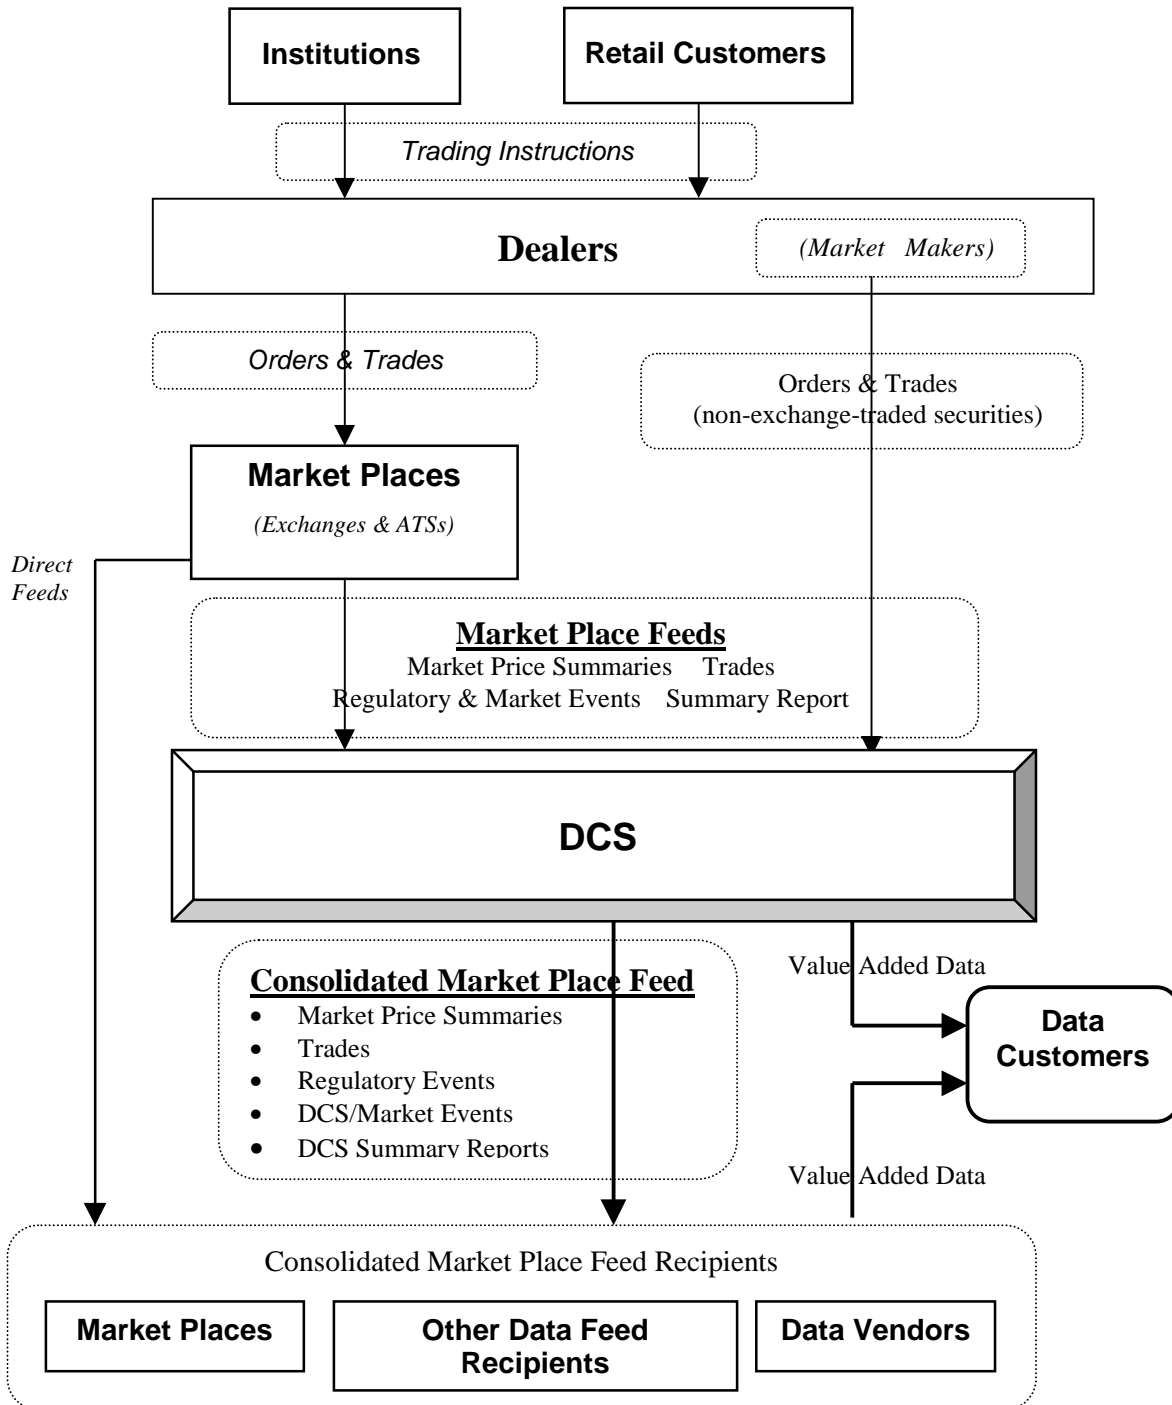 Institutions
Retail Customers
Trading Instructions
Dealers
(Market Makers)
Orders & Trades
Orders & Trades
(non-exchange-traded securities)
Market Places
(Exchanges & ATSs)
Direct
Feeds
Market Place Feeds
Market Price Summaries Trades
Regulatory & Market Events Summary Report
DCS
Value Added Data
Consolidated Market Place Feed
• Market Price Summaries
• Trades
• Regulatory Events
• DCS/Market Events
• DCS Summary Reports
Data
Customers
Value Added Data
Consolidated Market Place Feed Recipients
Market Places
Other Data Feed
Recipients
Data Vendors